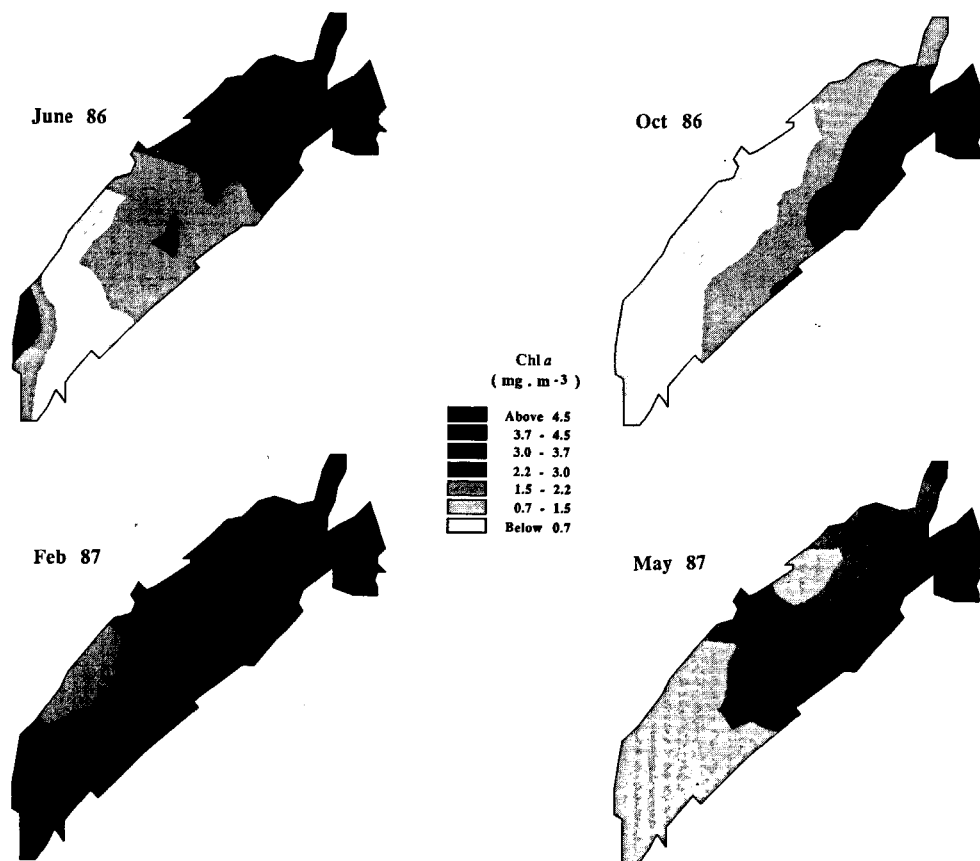 June 86
Oct 86
Chl a
( mg . m -3 )
Above 4.5
3.7 - 4.5
3.0 - 3.7
2.2 - 3.0
1.5 - 2.2
0.7 - 1.5
Below 0.7
Feb 87
May 87